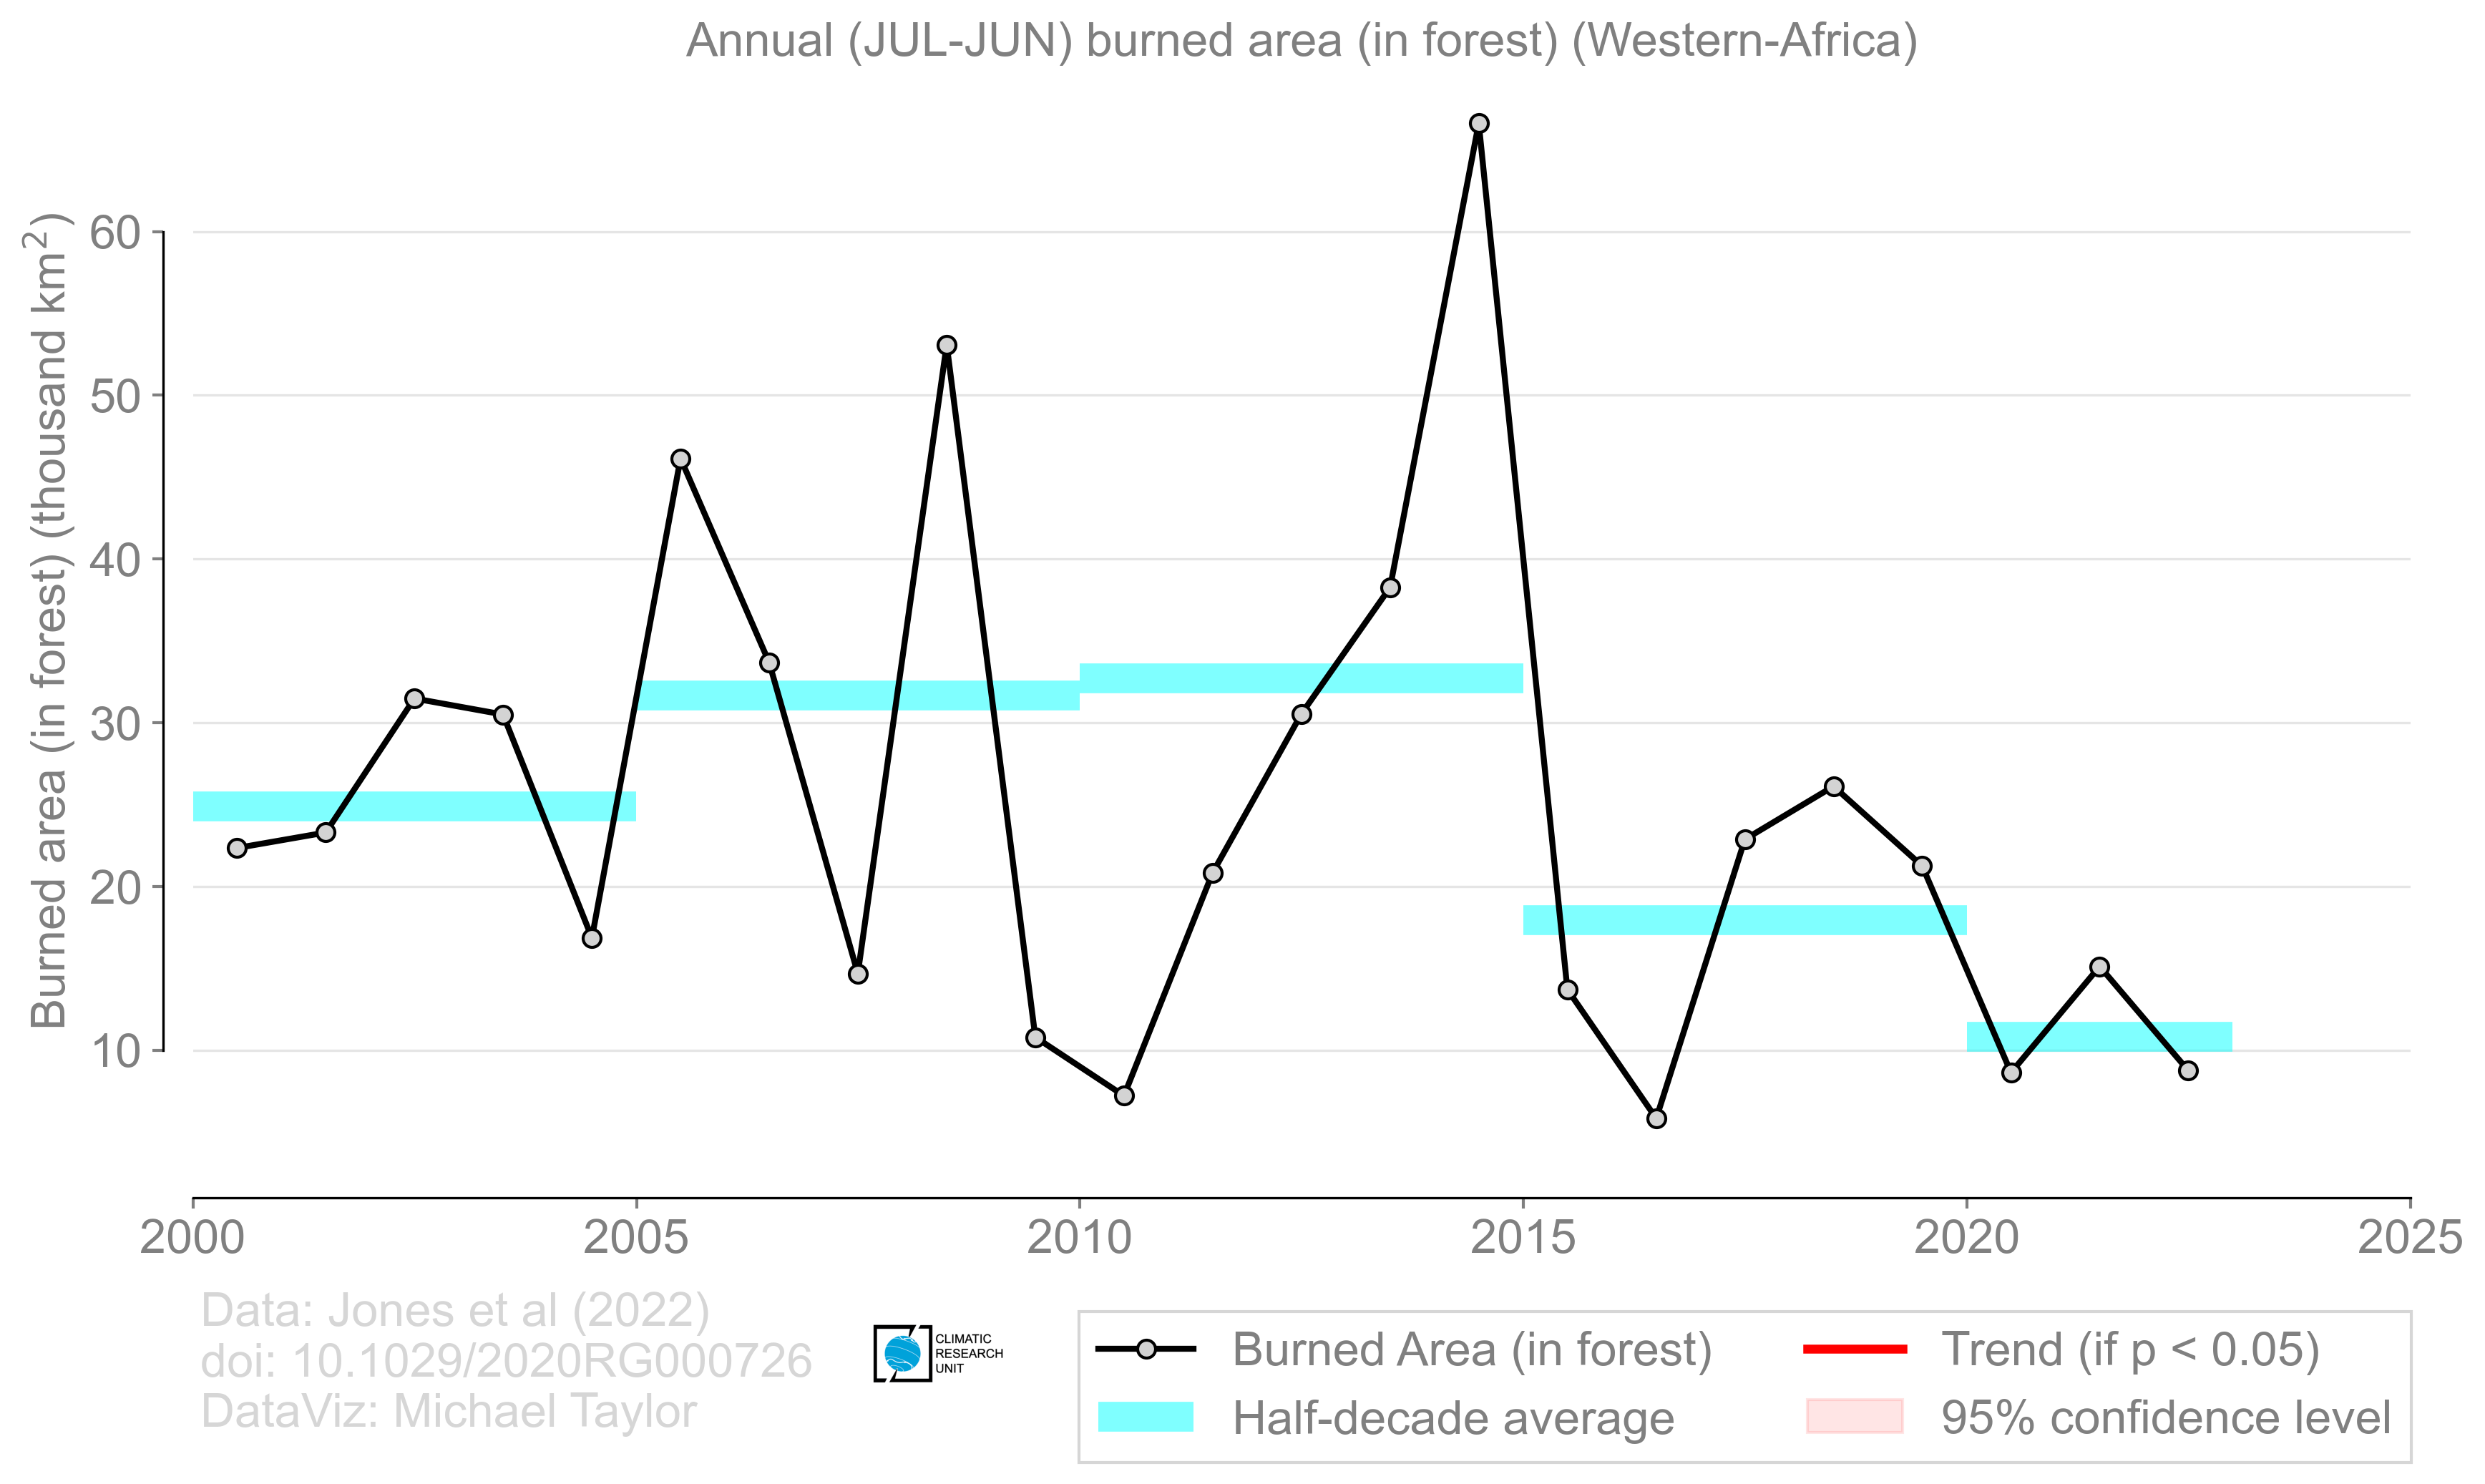 Annual (JUL-JUN) burned area (in forest) (Western-Africa)
Burned area (in forest) (thousand km²)
60
50
40
30
20
10
2000 2005 2010 2015 2020 2025
Data: Jones et al (2022)
doi: 10.1029/2020RG000726
DataViz: Michael Taylor
CLIMATIC
RESEARCH
UNIT
Burned Area (in forest)
Half-decade average
Trend (if p < 0.05)
95% confidence level